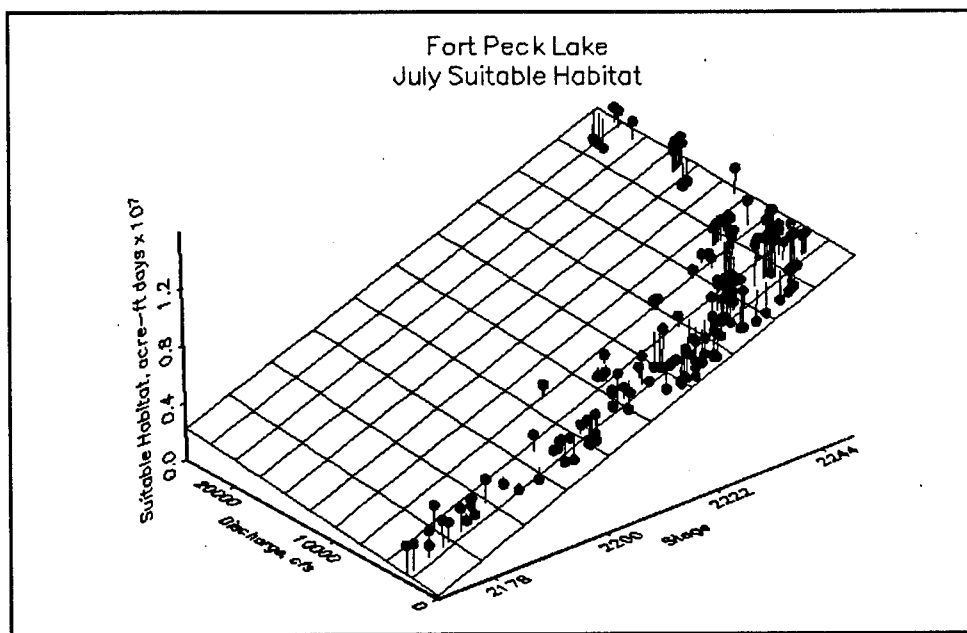 Fort Peck Lake
July Suitable Habitat
Suitable Habitat, acre-ft days x 10⁷
1.2
0.8
0.4
0.0
20000
10000
0
Discharge, cfs
2178
2200
2222
2244
Stage